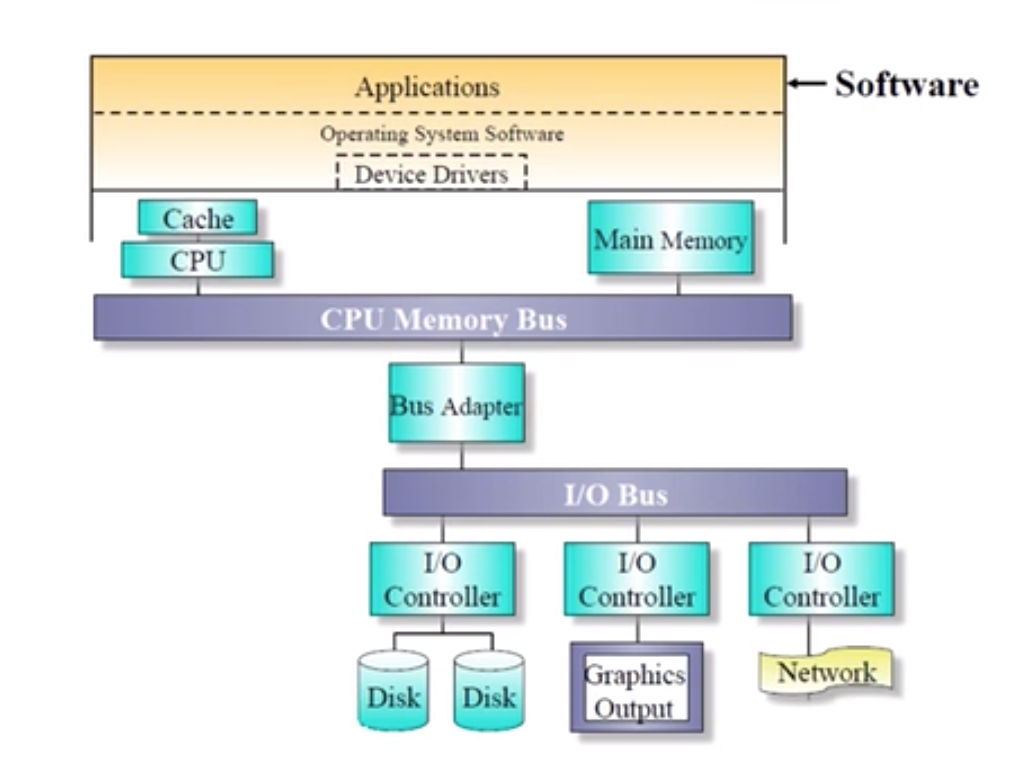 Applications
Software
Operating System Software
Device Drivers
Cache
CPU
Main Memory
CPU Memory Bus
Bus Adapter
I/O Bus
I/O
Controller
I/O
Controller
I/O
Controller
Disk
Disk
Graphics
Output
Network